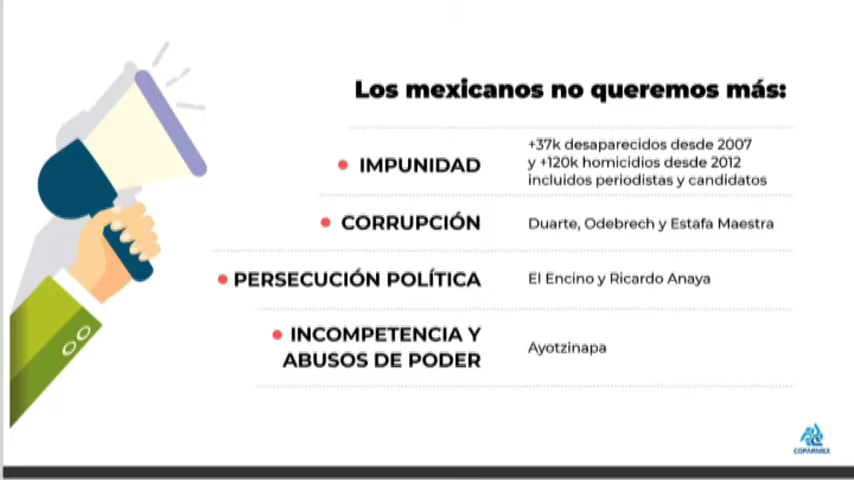 Los mexicanos no queremos más:
IMPUNIDAD
+37k desaparecidos desde 2007
y +120k homicidios desde 2012
incluidos periodistas y candidatos
CORRUPCIÓN
Duarte, Odebrech y Estafa Maestra
PERSECUCIÓN POLÍTICA
El Encino y Ricardo Anaya
INCOMPETENCIA Y
ABUSOS DE PODER
Ayotzinapa
COPARMEX